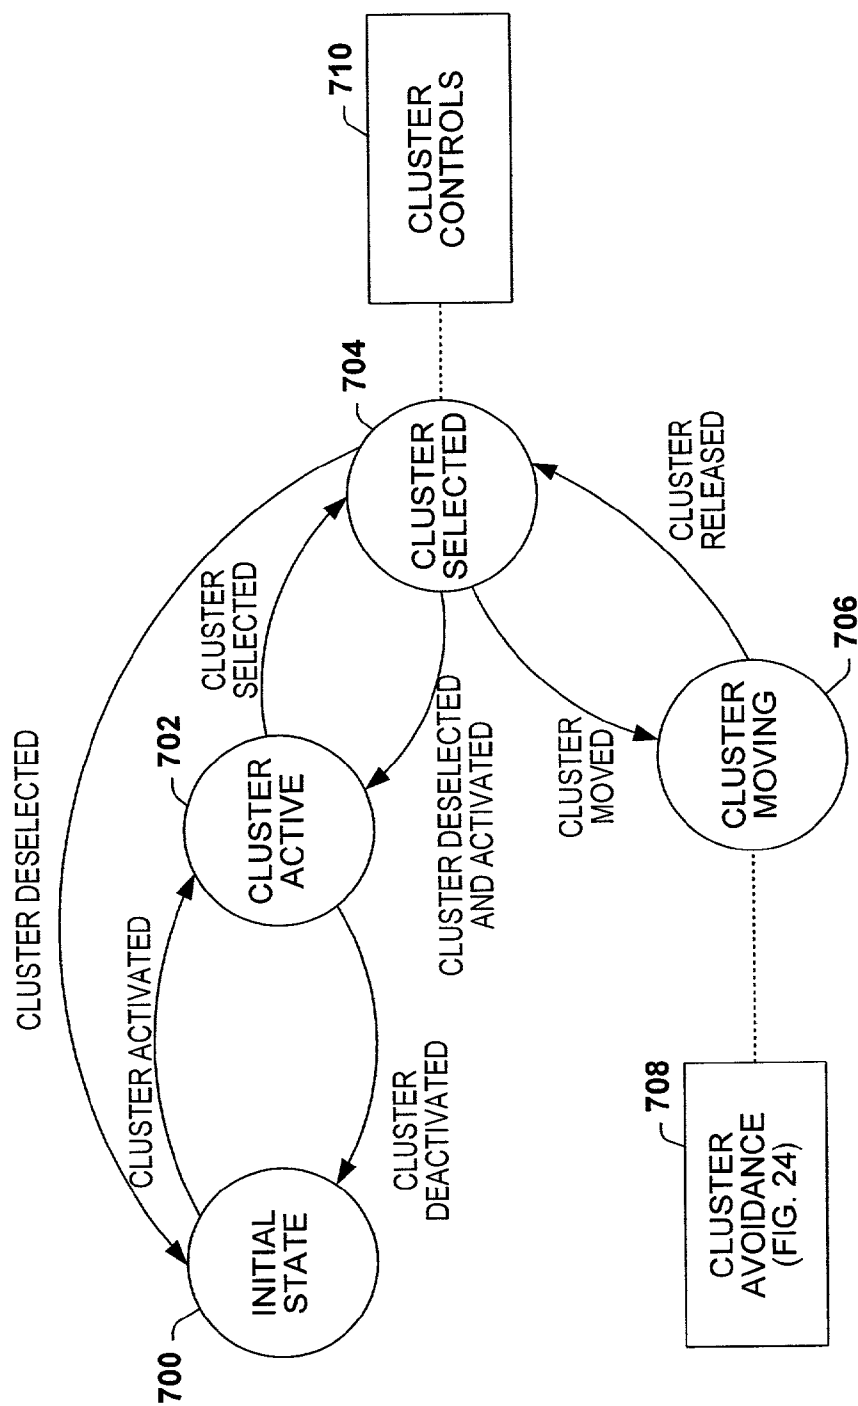 CLUSTER DESELECTED
CLUSTER ACTIVATED
CLUSTER
SELECTED
700
INITIAL
STATE
702
CLUSTER
ACTIVE
704
CLUSTER
SELECTED
710
CLUSTER
CONTROLS
CLUSTER
DEACTIVATED
CLUSTER DESELECTED
AND ACTIVATED
CLUSTER
MOVED
CLUSTER
RELEASED
708
CLUSTER
AVOIDANCE
(FIG. 24)
CLUSTER
MOVING
706